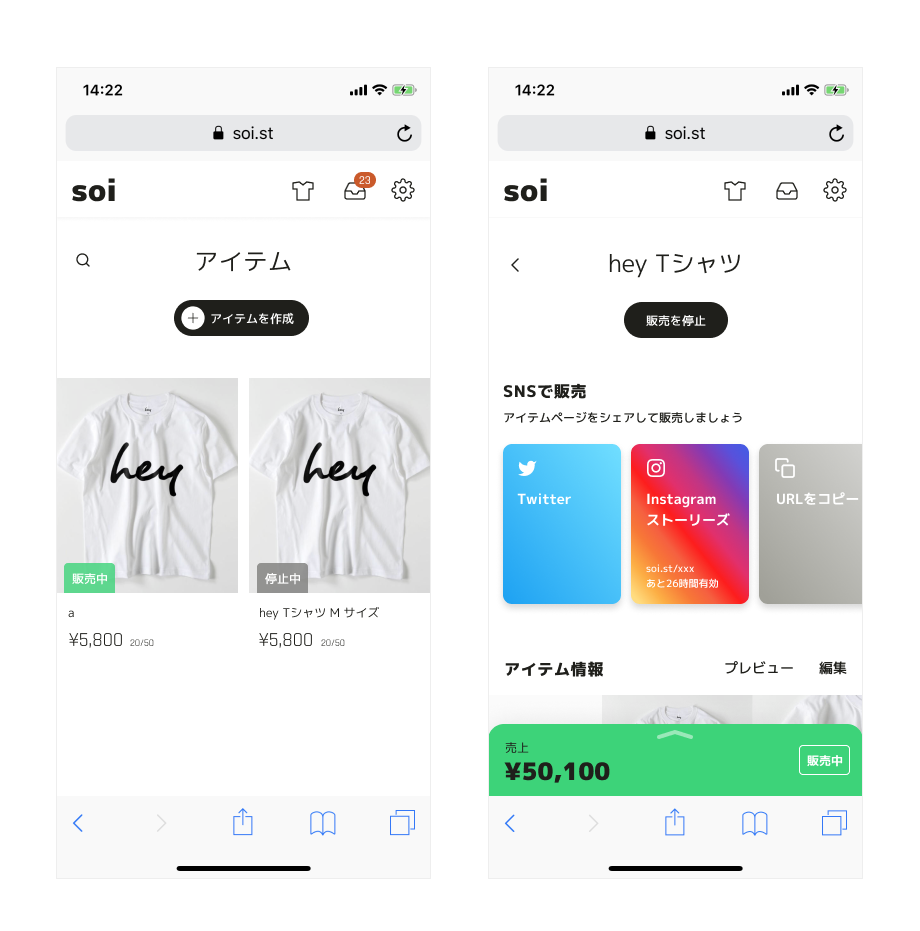 14:22
soi.st
soi
23
アイテム
アイテムを作成
hey
hey
hey
hey
販売中
停止中
a
hey Tシャツ M サイズ
¥5,800 20/50
¥5,800 20/50
14:22
soi.st
soi
hey Tシャツ
販売を停止
SNSで販売
アイテムページをシェアして販売しましょう
Twitter
Instagram
ストーリーズ
soi.st/xxx
あと26時間有効
URLをコピー
アイテム情報
プレビュー
編集
売上
¥50,100
販売中